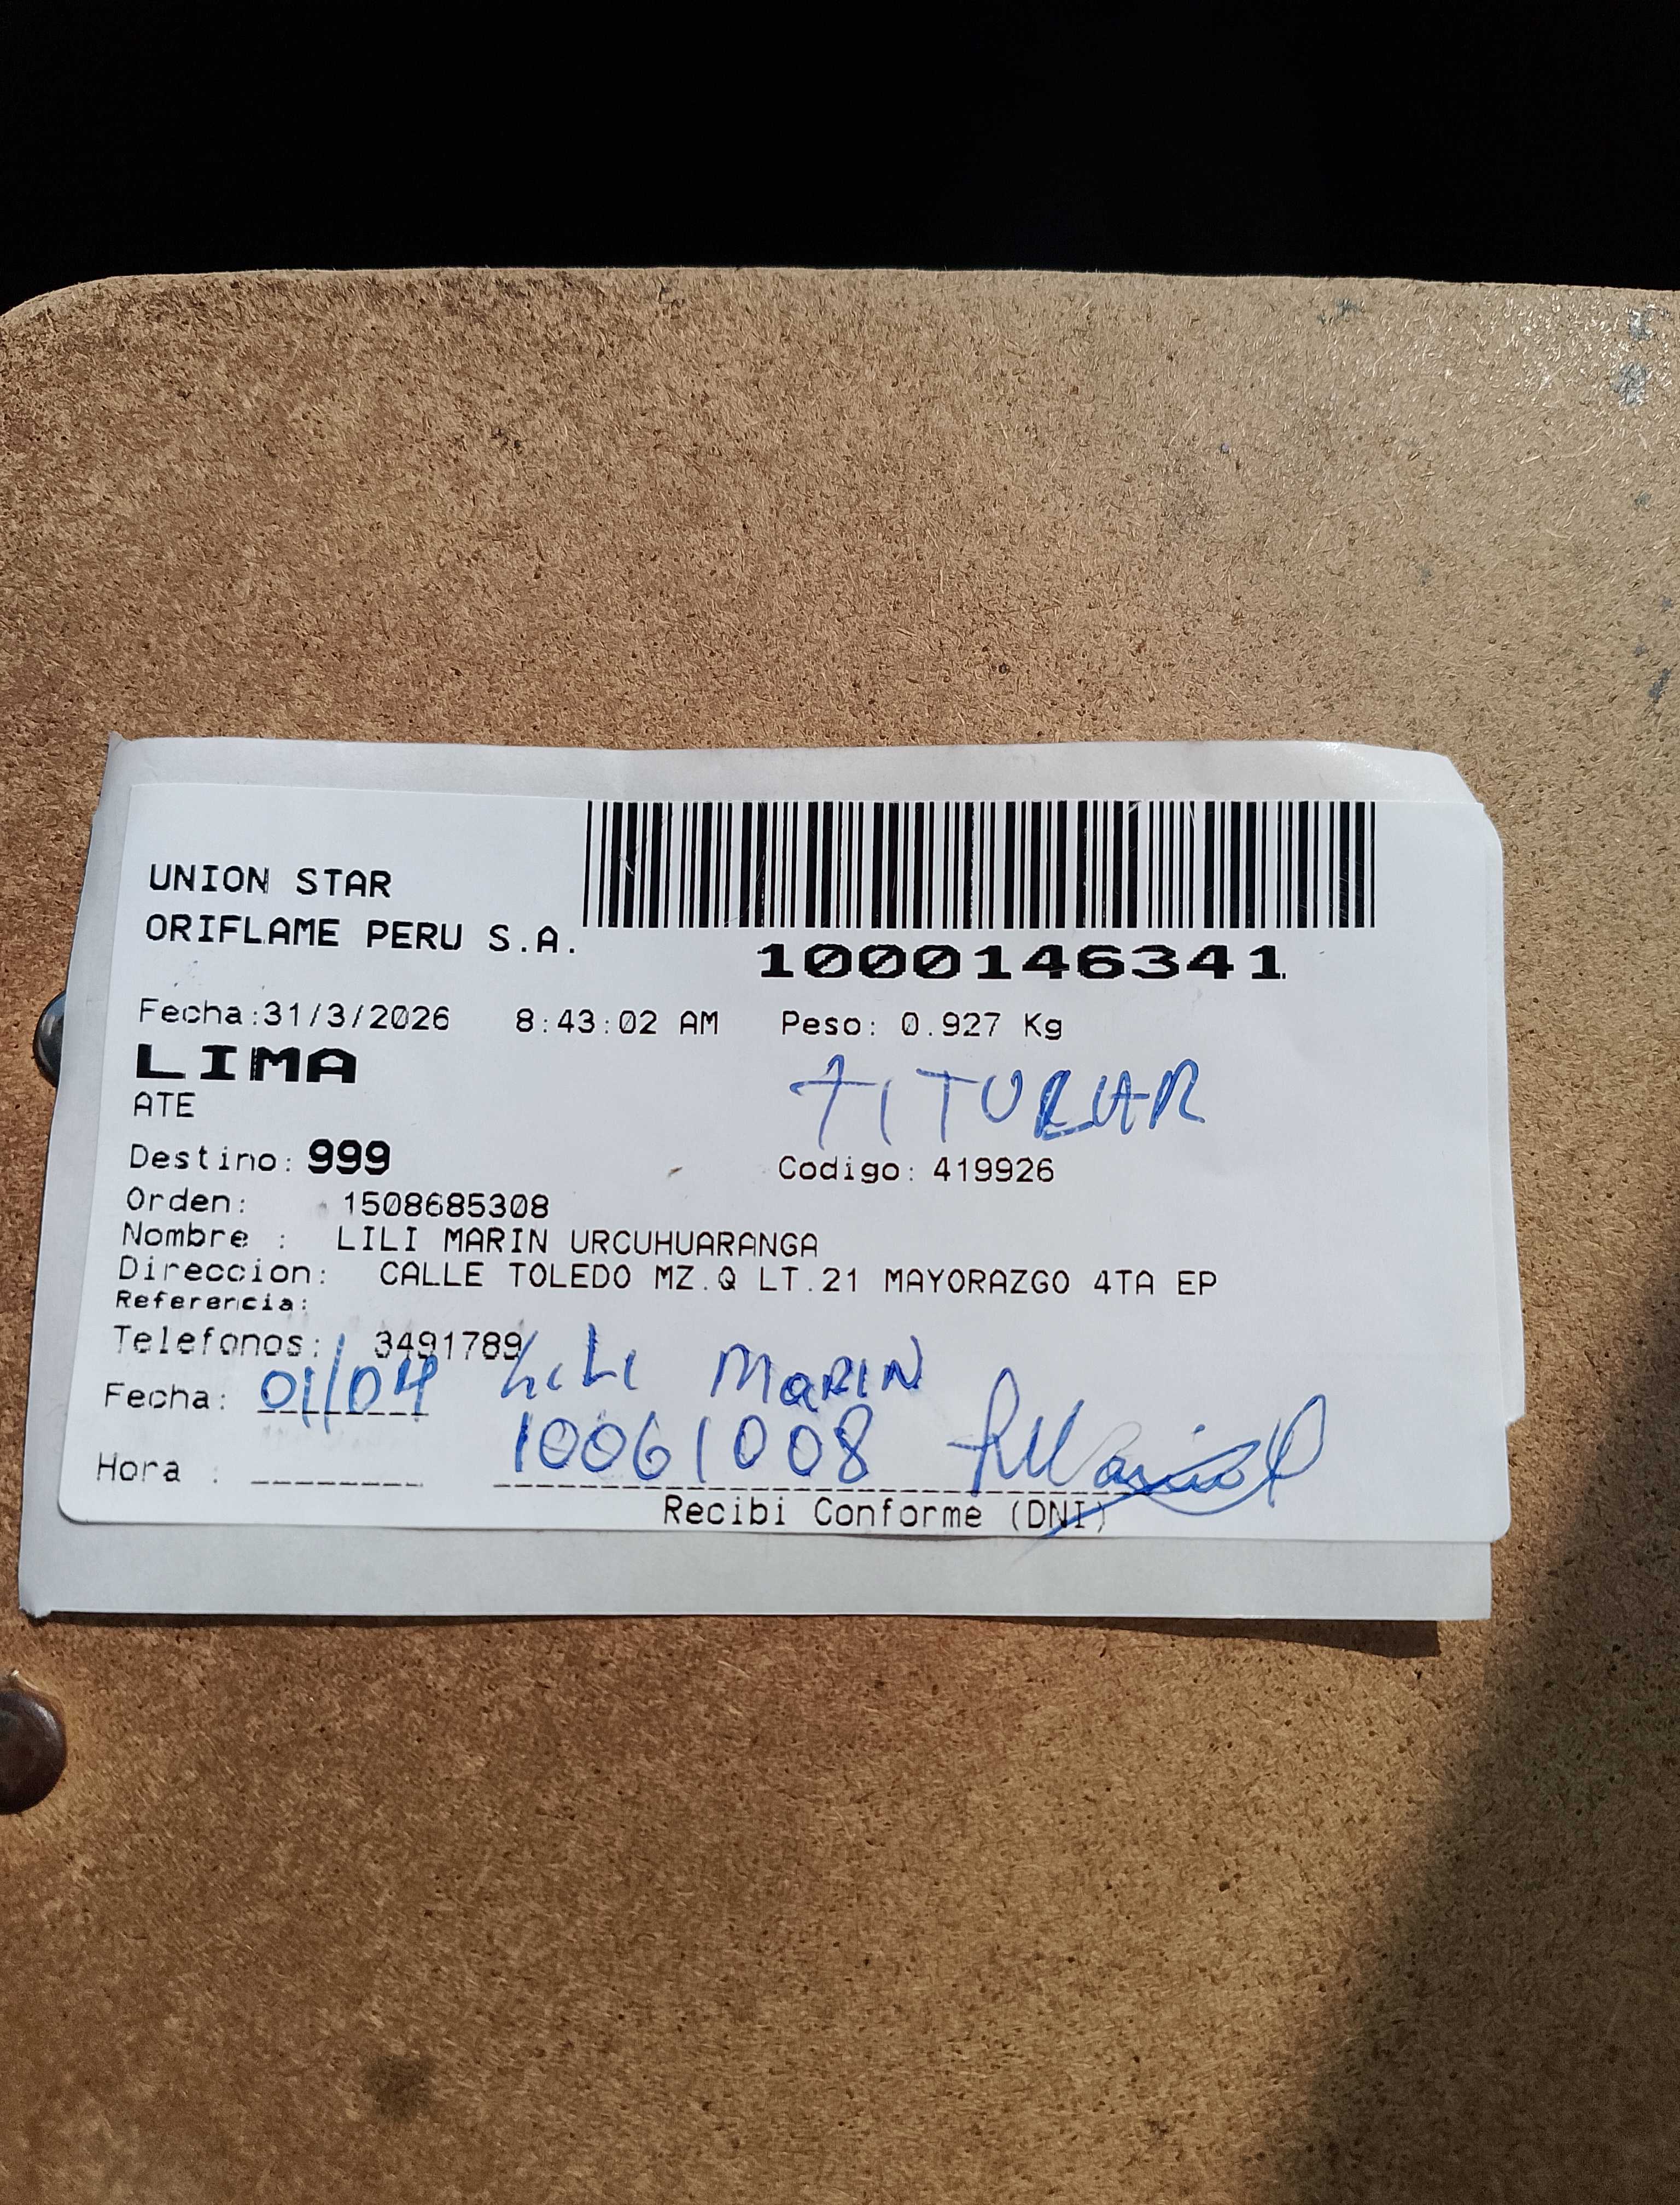 UNION STAR
ORIFLAME PERU S.A.
1000146341
Fecha:31/3/2026 8:43:02 AM Peso: 0.927 Kg
LIMA
TITULAR
ATE
Destino: 999 Codigo: 419926
Orden: 1508685308
Nombre : LILI MARIN URCUHUARANGA
Direccion: CALLE TOLEDO MZ.Q LT.21 MAYORAZGO 4TA EP
Referencia:
Telefonos: 3491789
Fecha: 01/04 LiLi MaRIN
10061008
Hora :
Recibi Conforme (DNI)